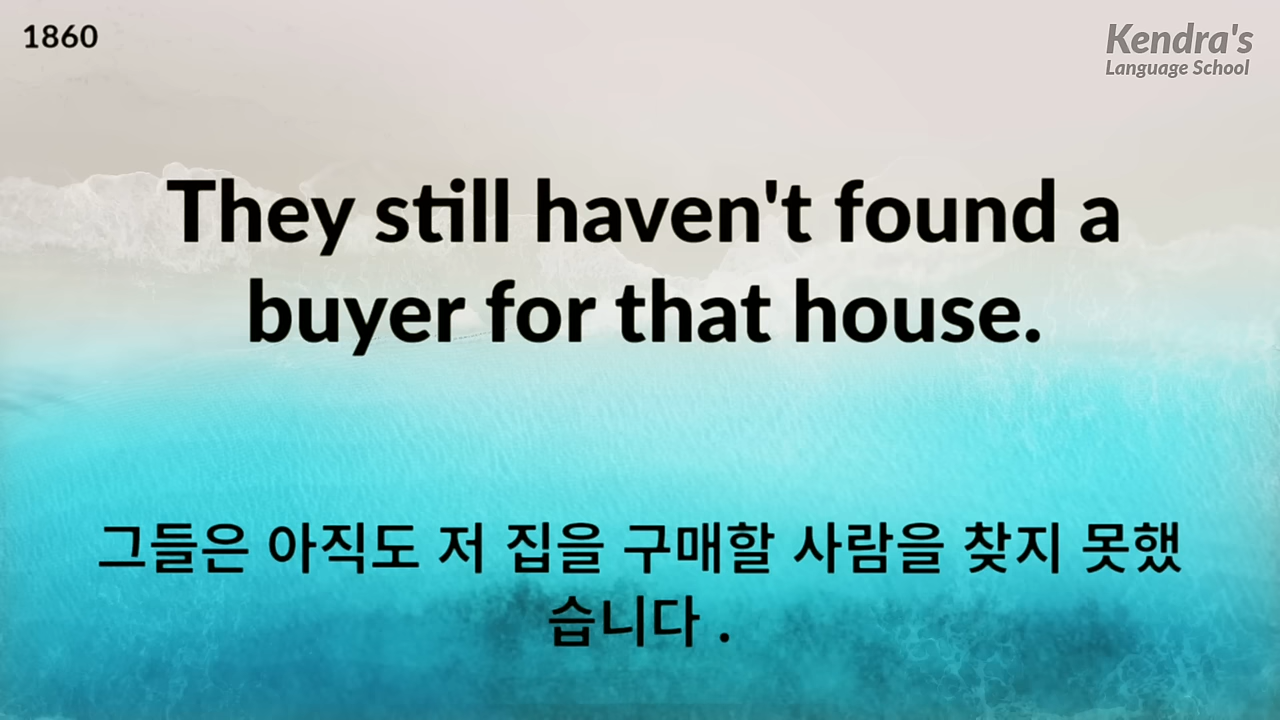 1860
Kendra's
Language School
They still haven't found a
buyer for that house.
그들은 아직도 저 집을 구매할 사람을 찾지 못했
습니다 .